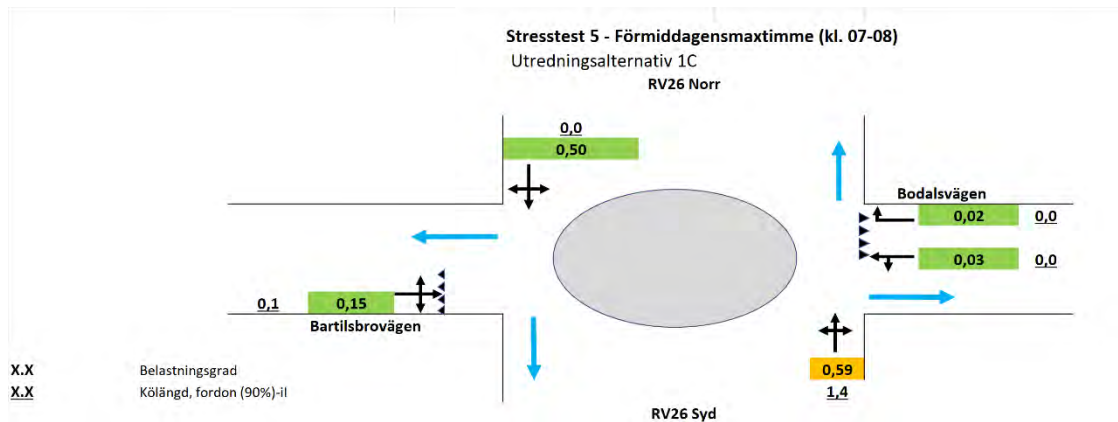 Stresstest 5 - Förmiddagensmaxtimme (kl. 07-08)
Utredningsalternativ 1C
RV26 Norr
0,0
0,50
Bodalsvägen
0,02 0,0
0,03 0,0
0,1 0,15
Bartilsbrovägen
0,59
1,4
X.X Belastningsgrad
X.X Kölängd, fordon (90%)-il
RV26 Syd